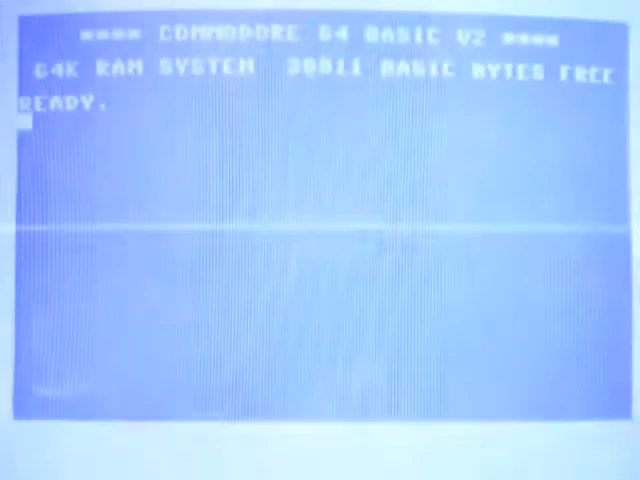 **** COMMODORE 64 BASIC V2 ****
64K RAM SYSTEM 38911 BASIC BYTES FREE
READY.